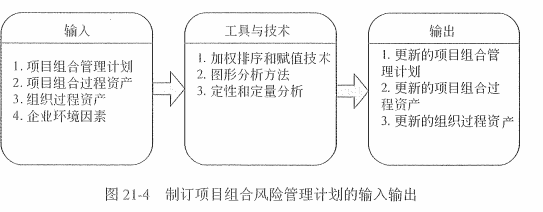 输入
1. 项目组合管理计划
2. 项目组合过程资产
3. 组织过程资产
4. 企业环境因素
工具与技术
1. 加权排序和赋值技术
2. 图形分析方法
3. 定性和定量分析
输出
1. 更新的项目组合管
理计划
2. 更新的项目组合过
程资产
3. 更新的组织过程资产
图 21-4 制订项目组合风险管理计划的输入输出